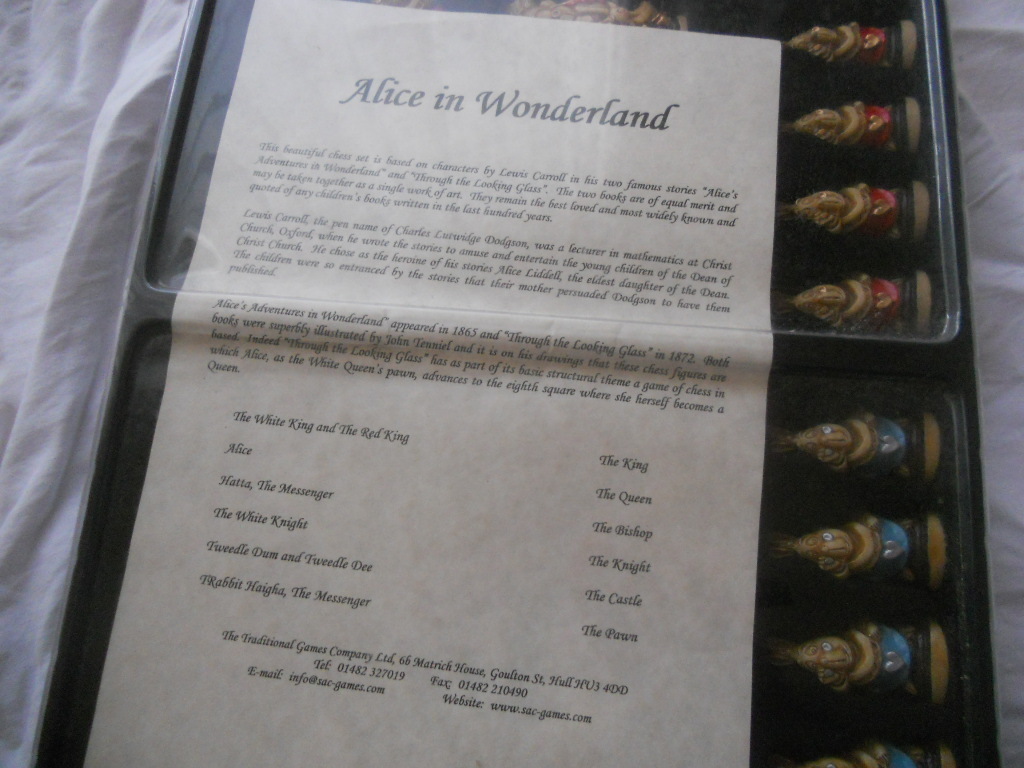 Alice in Wonderland
This beautiful chess set is based on characters by Lewis Carroll in his two famous stories "Alice's
Adventures in Wonderland" and "Through the Looking Glass". The two books are of equal merit and
may be taken together as a single work of art. They remain the best loved and most widely known and
quoted of any children's books written in the last hundred years.
Lewis Carroll, the pen name of Charles Lutwidge Dodgson, was a lecturer in mathematics at Christ
Church, Oxford, when he wrote the stories to amuse and entertain the young children of the Dean of
Christ Church. He chose as the heroine of his stories Alice Liddell, the eldest daughter of the Dean.
The children were so entranced by the stories that their mother persuaded Dodgson to have them
published.
Alice's Adventures in Wonderland" appeared in 1865 and "Through the Looking Glass" in 1872. Both
books were superbly illustrated by John Tenniel and it is on his drawings that these chess figures are
based. Indeed "Through the Looking Glass" has as part of its basic structural theme a game of chess in
which Alice, as the White Queen's pawn, advances to the eighth square where she herself becomes a
Queen.
The White King and The Red King The King
Alice The Queen
Hatta, The Messenger The Bishop
The White Knight The Knight
Tweedle Dum and Tweedle Dee The Castle
TRabbit Haigha, The Messenger The Pawn
The Traditional Games Company Ltd, 6b Matrich House, Goulton St, Hull HU3 4DD
Tel: 01482 327019 Fax: 01482 210490
E-mail: info@sac-games.com Website: www.sac-games.com